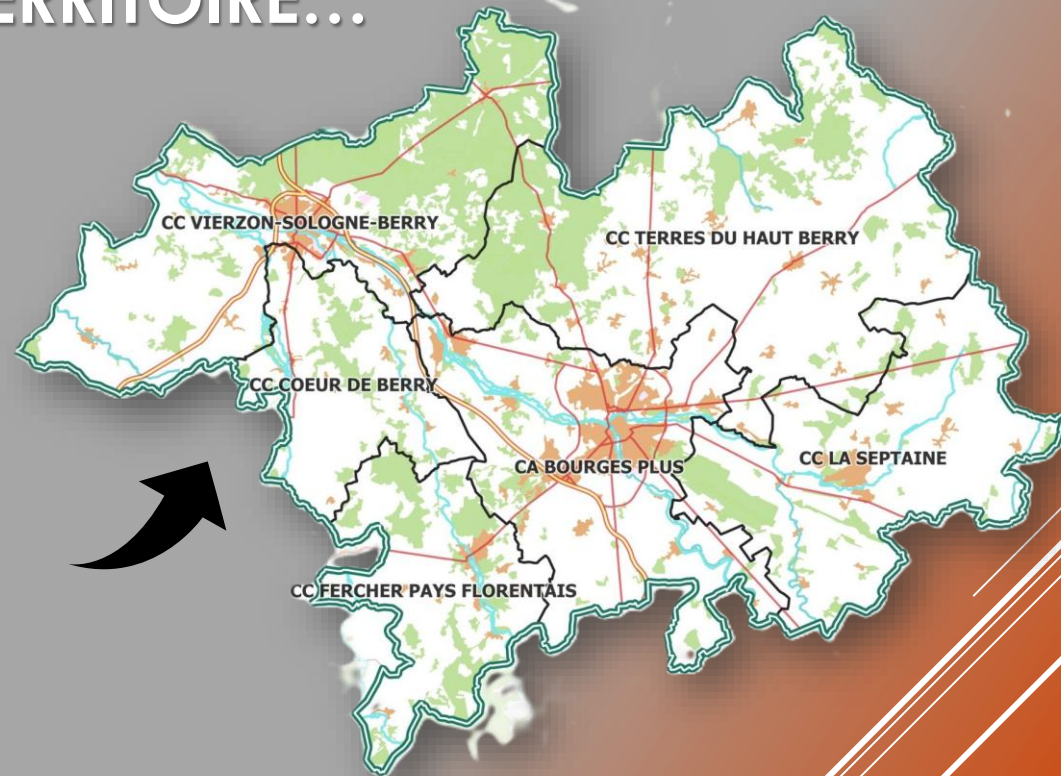 ERRITOIRE...
CC VIERZON-SOLOGNE-BERRY
CC TERRES DU HAUT BERRY
CC COEUR DE BERRY
CA BOURGES PLUS
CC LA SEPTAINE
CC FERCHER PAYS FLORENTAIS